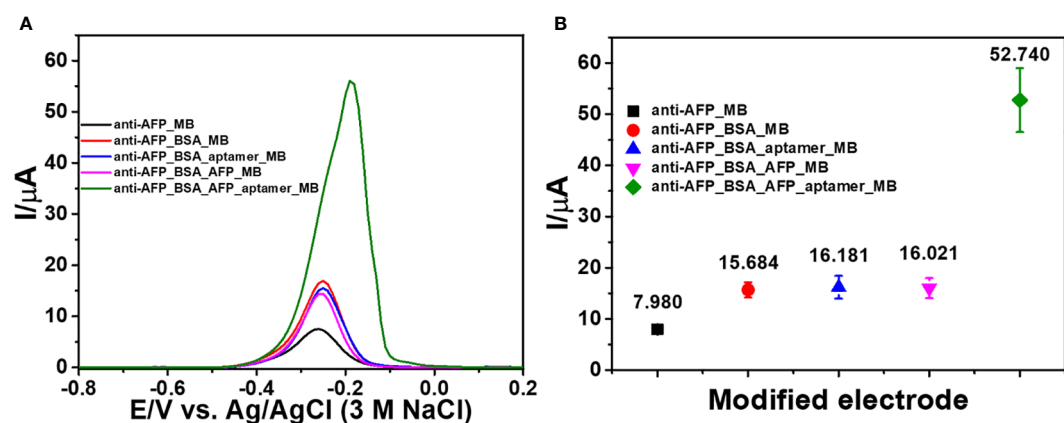 A
60
50
40
30
20
10
0
I/μA
anti-AFP_MB
anti-AFP_BSA_MB
anti-AFP_BSA_aptamer_MB
anti-AFP_BSA_AFP_MB
anti-AFP_BSA_AFP_aptamer_MB
-0.8 -0.6 -0.4 -0.2 0.0 0.2
E/V vs. Ag/AgCl (3 M NaCl)
B
60
50
40
30
20
10
0
I/μA
52.740
anti-AFP_MB
anti-AFP_BSA_MB
anti-AFP_BSA_aptamer_MB
anti-AFP_BSA_AFP_MB
anti-AFP_BSA_AFP_aptamer_MB
7.980 15.684 16.181 16.021
Modified electrode